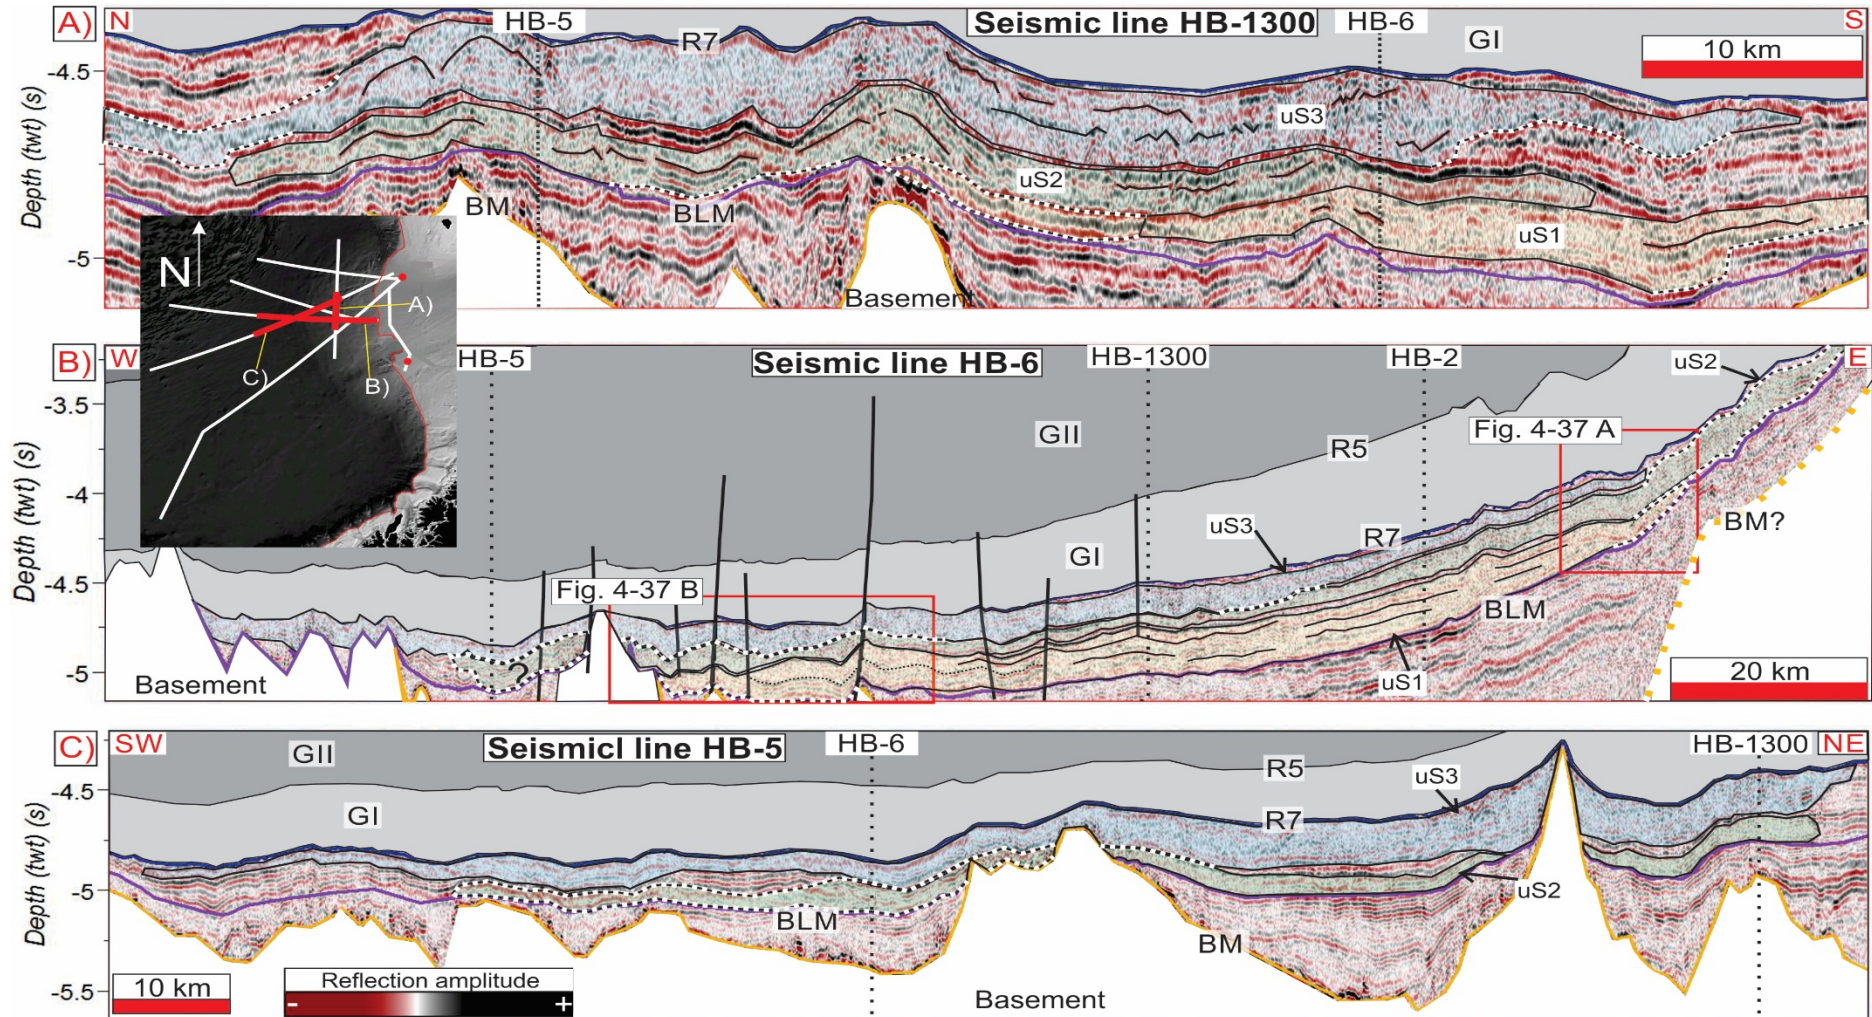 A) N HB-5 Seismic line HB-1300 HB-6 S
R7 GI
10 km
-4.5
uS3
Depth (twt) (s)
uS2
BM BLM
uS1
-5
N
Basement
A)
C) B)
B) W HB-5 Seismic line HB-6 HB-1300 HB-2 uS2 E
-3.5
GII Fig. 4-37 A
R5
Depth (twt) (s)
-4
BM?
uS3 R7
GI
-4.5
Fig. 4-37 B
BLM
?
-5
Basement uS1 20 km
C) SW Seismicl line HB-5 HB-6 HB-1300 NE
GII R5 uS3
-4.5
GI R7
Depth (twt) (s)
-5
uS2
BLM
BM
10 km Reflection amplitude
- +
Basement
-5.5